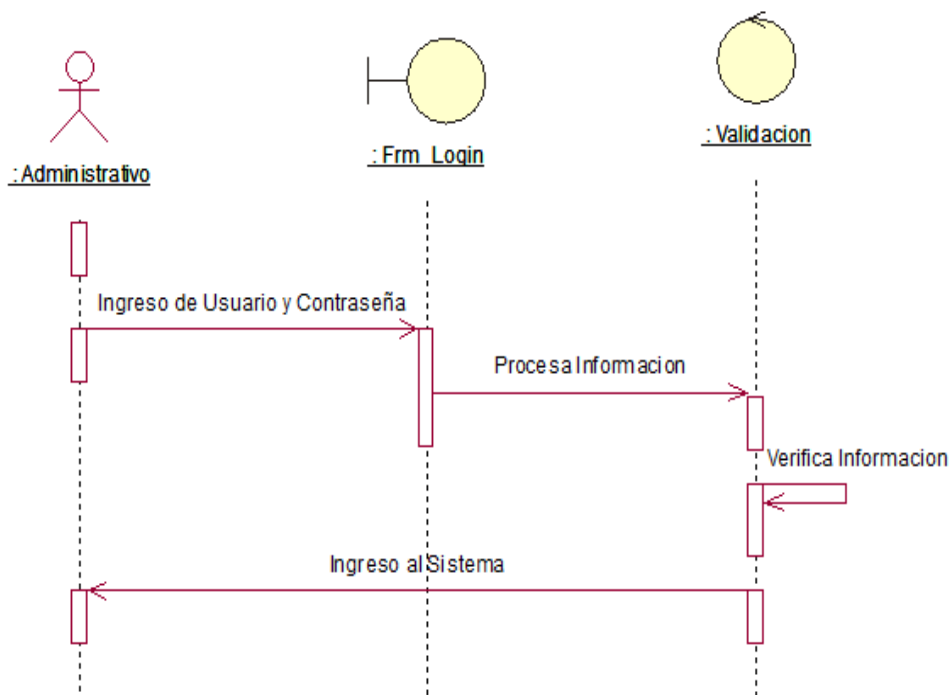 : Administrativo
: Frm_Login
: Validacion
Ingreso de Usuario y Contraseña
Procesa Informacion
Verifica Informacion
Ingreso al Sistema